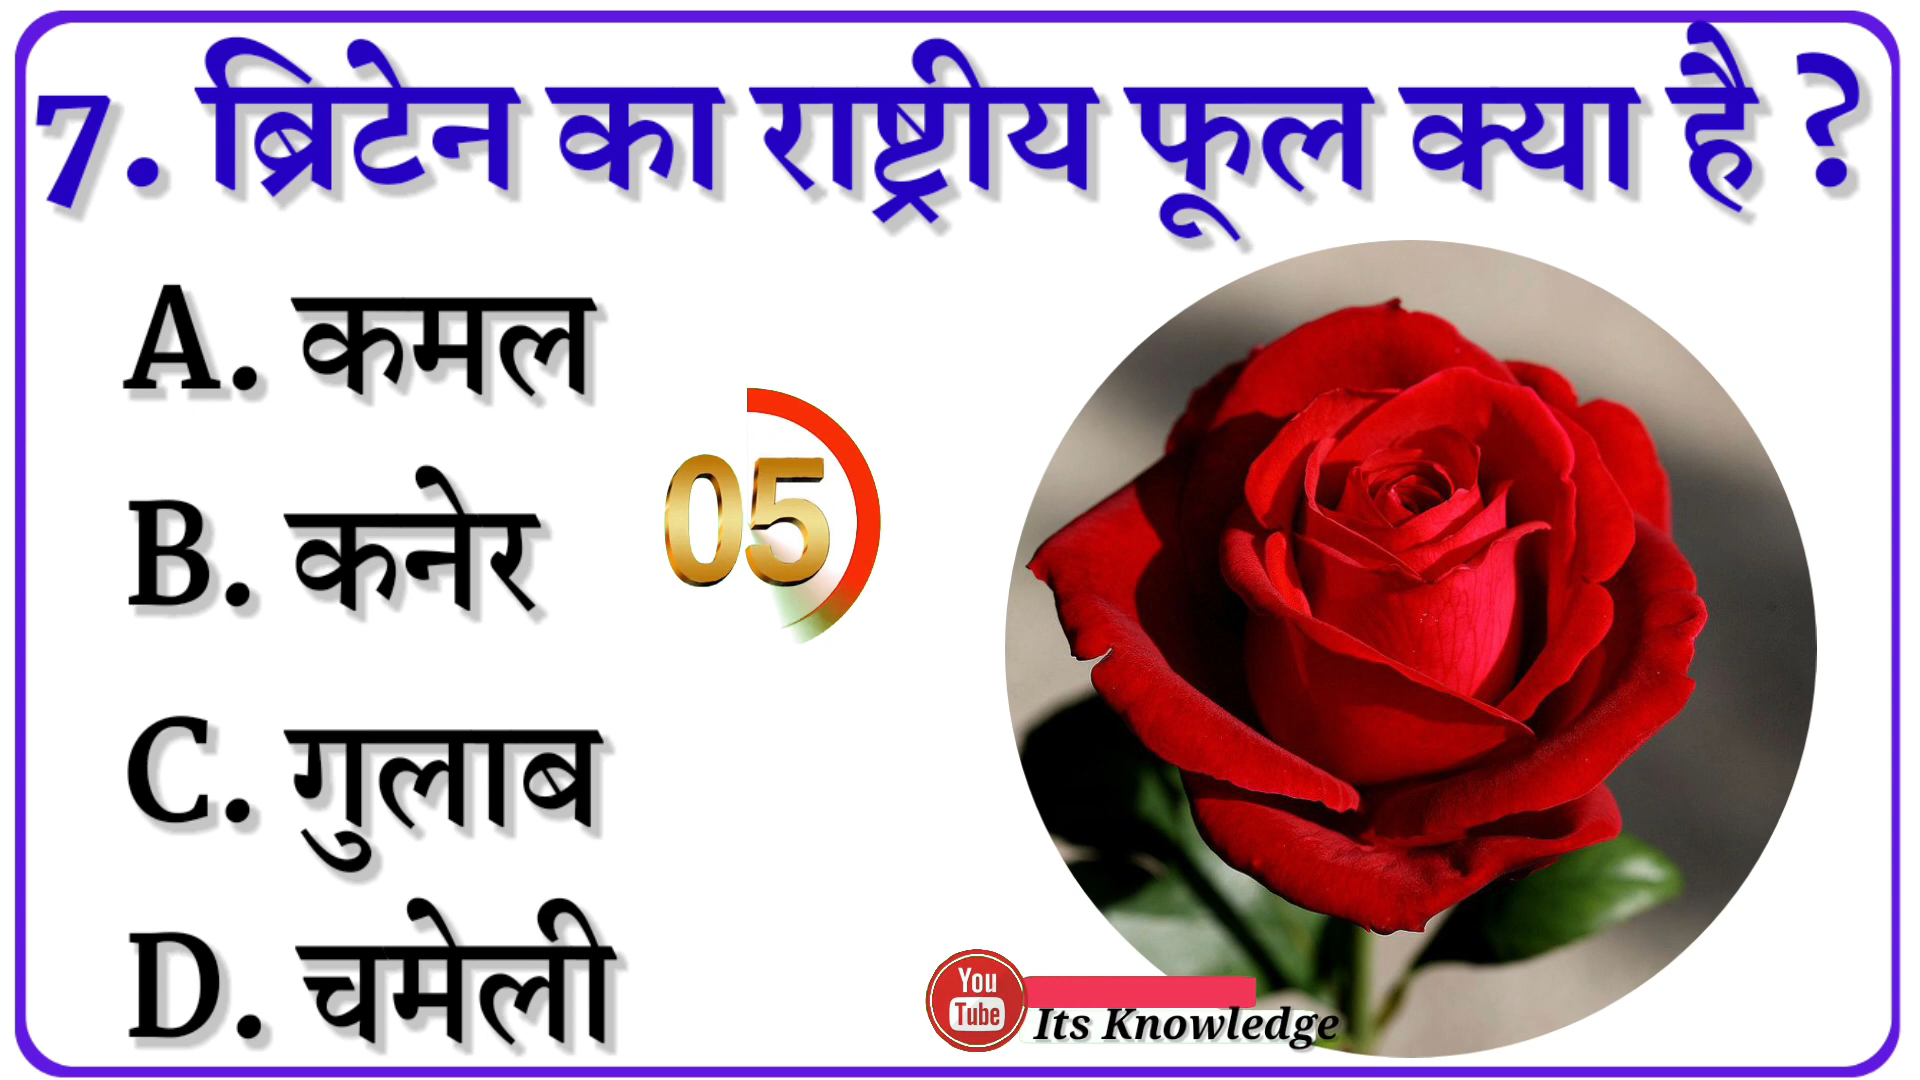 7. ब्रिटेन का राष्ट्रीय फूल क्या है ?
A. कमल
05
B. कनेर
C. गुलाब
D. चमेली
You
Tube
Its Knowledge